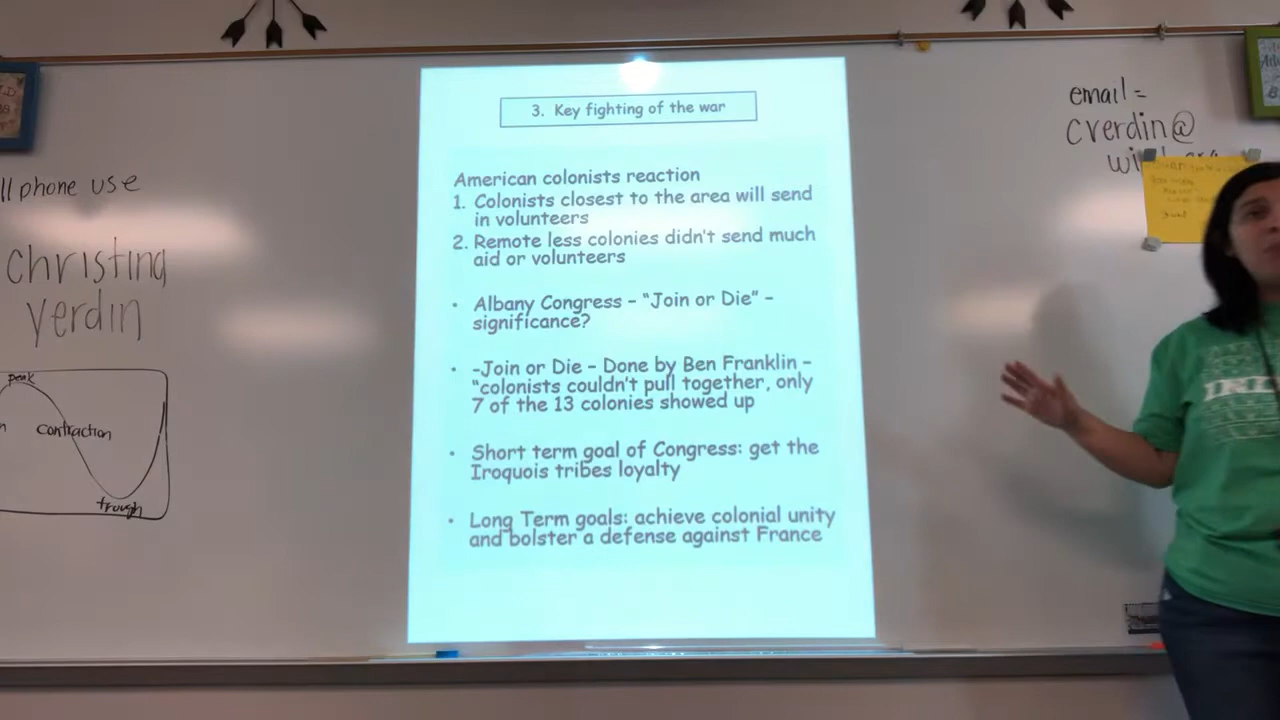 ll phone use
christina
verdin
peak
contraction
trough
3. Key fighting of the war
American colonists reaction
1. Colonists closest to the area will send
in volunteers
2. Remote less colonies didn't send much
aid or volunteers
• Albany Congress – "Join or Die" –
significance?
• -Join or Die – Done by Ben Franklin –
"colonists couldn't pull together, only
7 of the 13 colonies showed up
• Short term goal of Congress: get the
Iroquois tribes loyalty
• Long Term goals: achieve colonial unity
and bolster a defense against France
email =
cverdin@